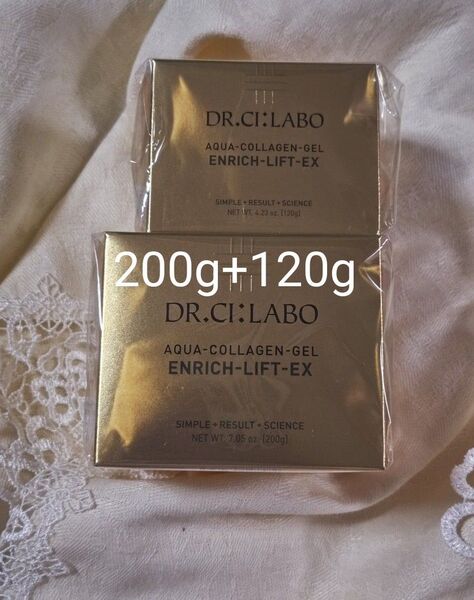 DR.CI:LABO
AQUA-COLLAGEN-GEL
ENRICH-LIFT-EX
SIMPLE+RESULT+SCIENCE
NET WT. 4.23 oz. [120g]
200g+120g
DR.CI:LABO
AQUA-COLLAGEN-GEL
ENRICH-LIFT-EX
SIMPLE+RESULT+SCIENCE
NET WT. 7.05 oz. [200g]